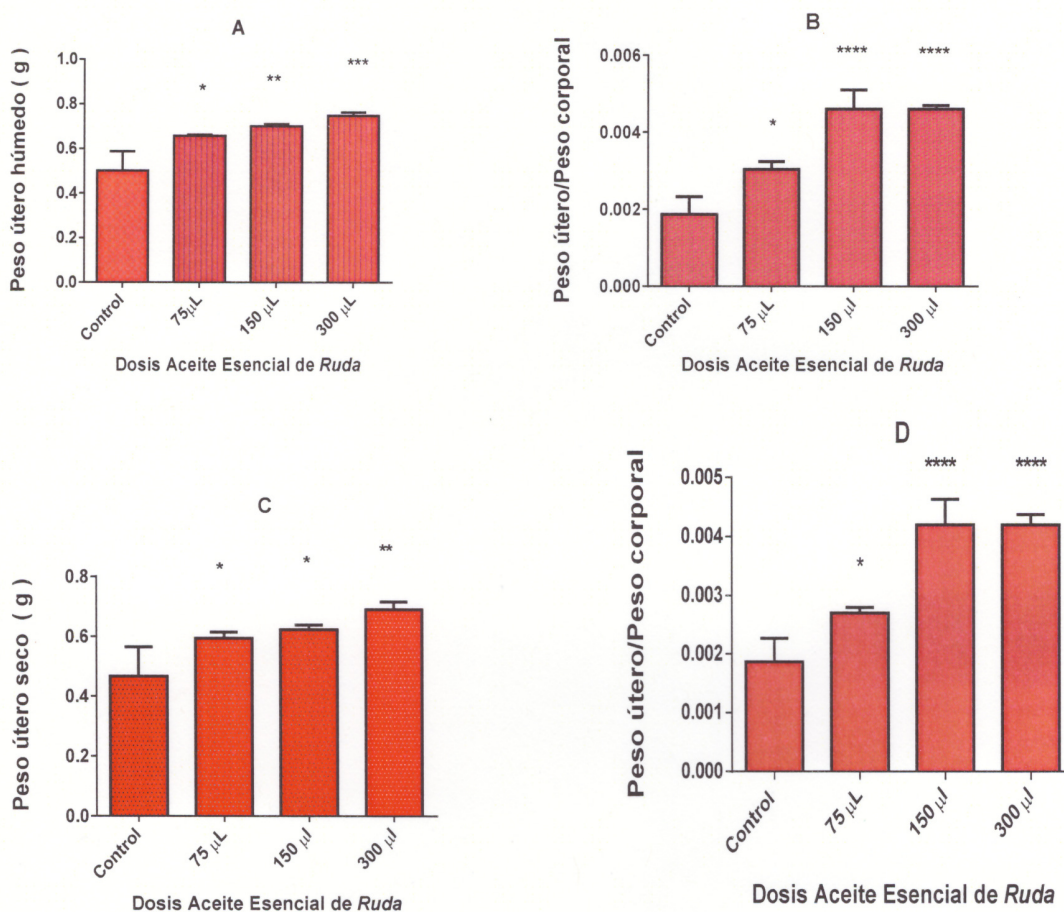 A
Peso útero húmedo ( g )
1.0
0.8
0.6
0.4
0.2
0.0
*
**
***
Control
75µL
150 µL
300 µL
Dosis Aceite Esencial de Ruda
B
Peso útero/Peso corporal
0.006
0.004
0.002
0.000
*
****
****
Control
75 µL
150 µl
300 µl
Dosis Aceite Esencial de Ruda
C
Peso útero seco ( g )
0.8
0.6
0.4
0.2
0.0
*
*
**
Control
75 µL
150 µl
300 µl
Dosis Aceite Esencial de Ruda
D
Peso útero/Peso corporal
0.005
0.004
0.003
0.002
0.001
0.000
*
****
****
Control
75 µL
150 µl
300 µl
Dosis Aceite Esencial de Ruda